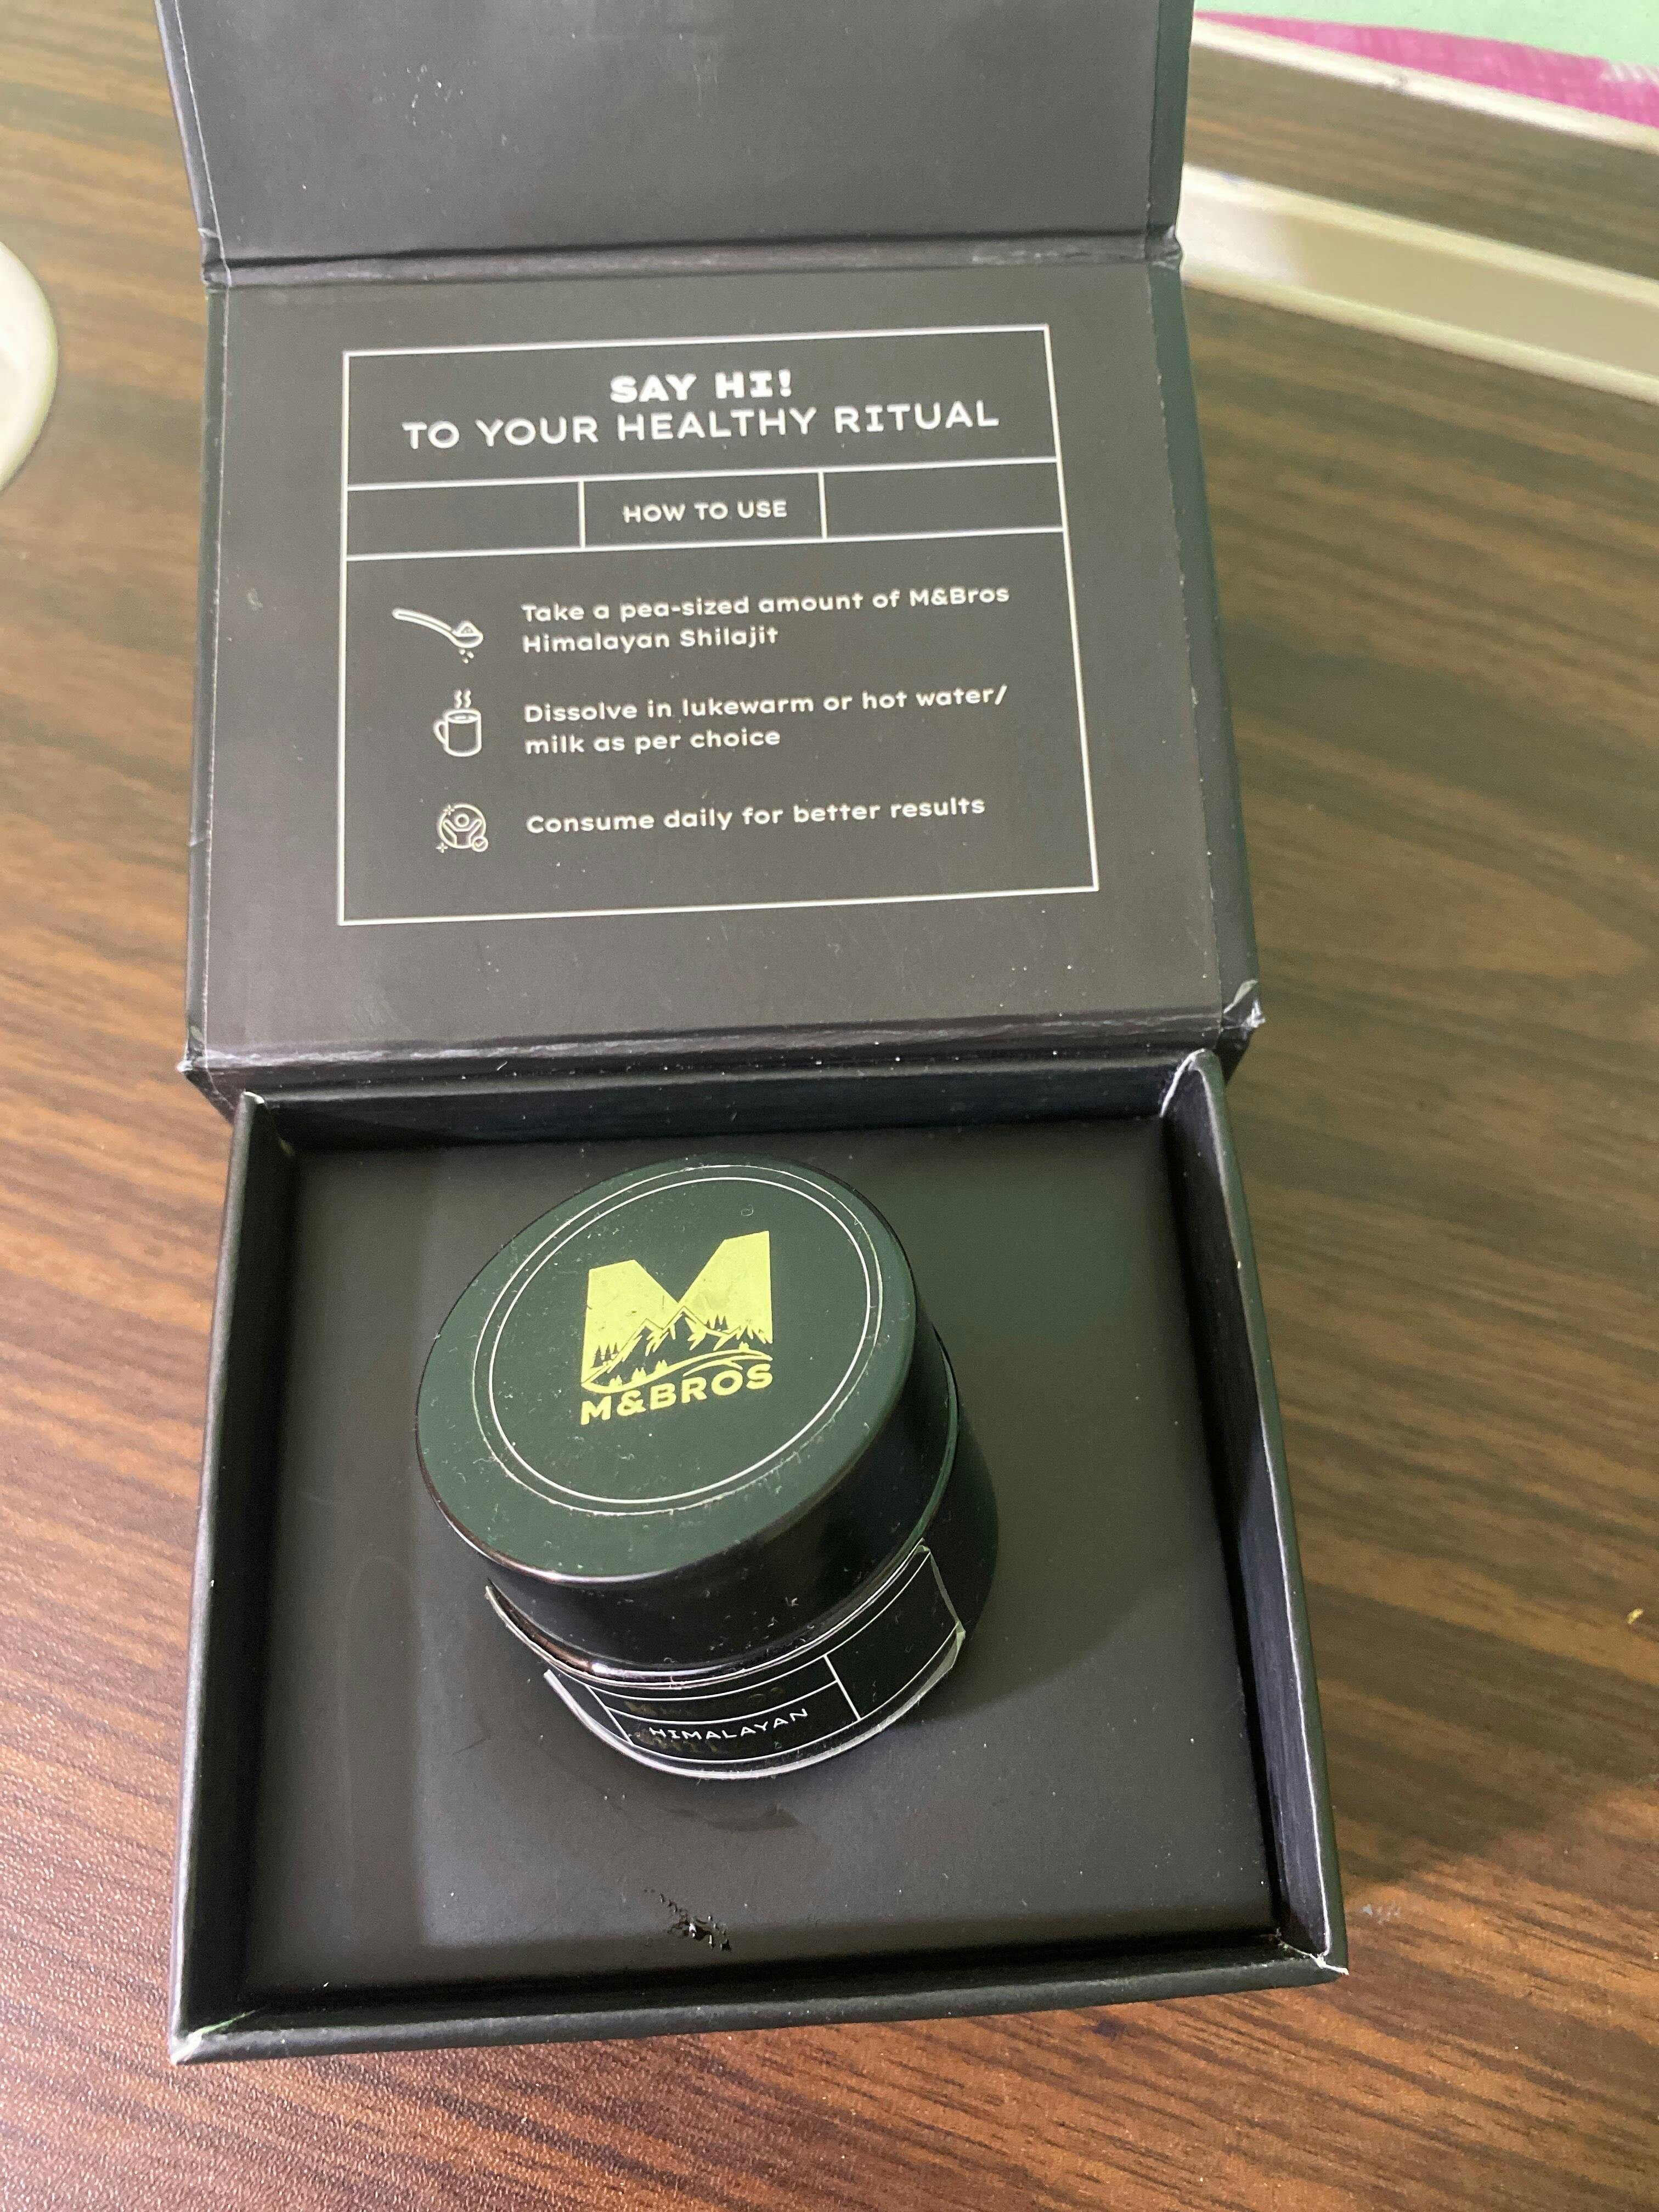 SAY HI!
TO YOUR HEALTHY RITUAL
HOW TO USE
Take a pea-sized amount of M&Bros
Himalayan Shilajit
Dissolve in lukewarm or hot water/
milk as per choice
Consume daily for better results
M
M&BROS
HIMALAYAN